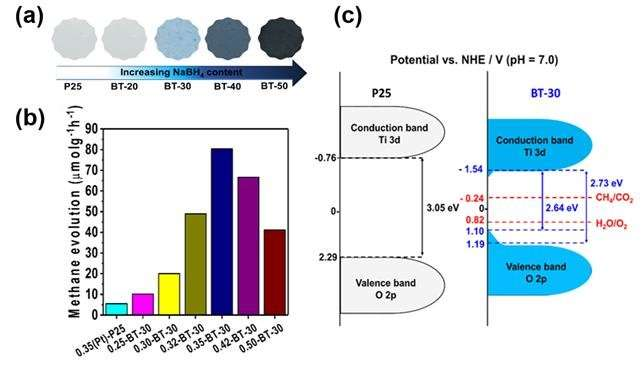 (a)
Increasing NaBH₄ content
P25 BT-20 BT-30 BT-40 BT-50
(b)
Methane evolution (μmolg⁻¹h⁻¹)
90
80
70
60
50
40
30
20
10
0
0.35(Pt)-P25
0.25-BT-30
0.30-BT-30
0.32-BT-30
0.35-BT-30
0.42-BT-30
0.50-BT-30
(c)
Potential vs. NHE / V (pH = 7.0)
P25
Conduction band
Ti 3d
-0.76
0
3.05 eV
2.29
Valence band
O 2p
BT-30
Conduction band
Ti 3d
- 1.54
2.73 eV
- 0.24
CH₄/CO₂
0
2.64 eV
0.82
H₂O/O₂
1.10
1.19
Valence band
O 2p